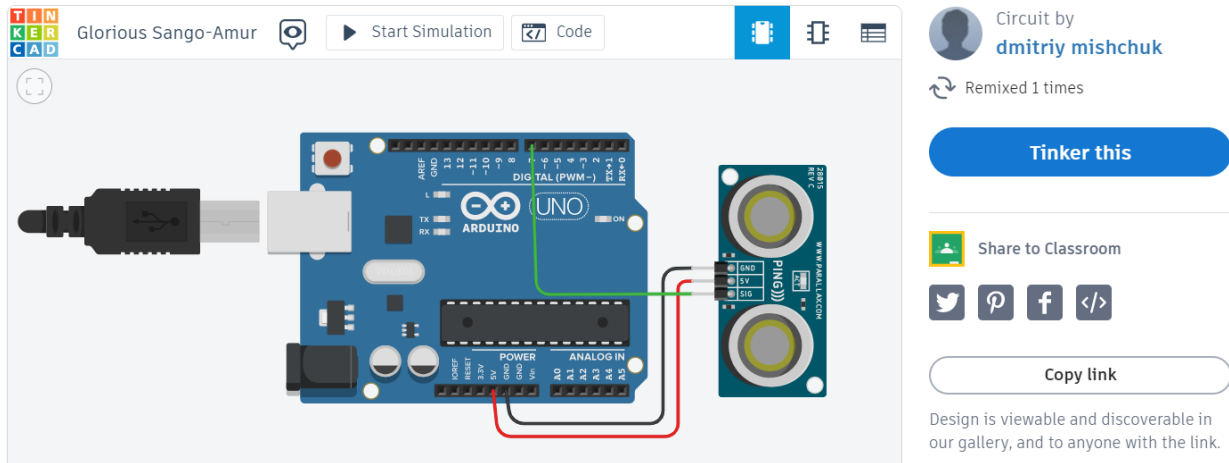 TIN
KER
CAD
Glorious Sango-Amur
Start Simulation
Code
Circuit by
dmitriy mishchuk
Remixed 1 times
Tinker this
Share to Classroom
Copy link
Design is viewable and discoverable in
our gallery, and to anyone with the link.
AREF
GND
13
12
~11
~10
~9
8
7
~6
~5
4
~3
2
TX→1
RX←0
DIGITAL (PWM~)
L
TX
RX
ARDUINO
UNO
ON
POWER
ANALOG IN
IOREF
RESET
3.3V
5V
GND
GND
Vin
A0
A1
A2
A3
A4
A5
28015
REV C
GND
5V
SIG
PING)))
WWW.PARALLAX.COM